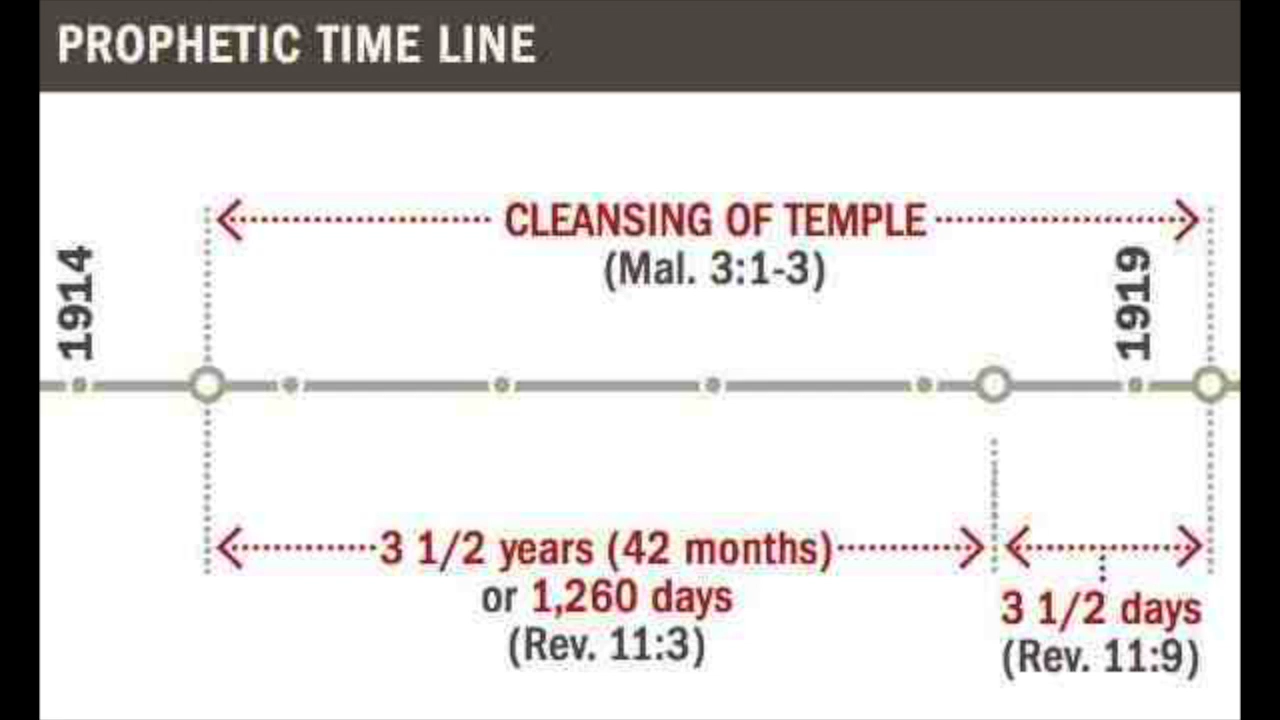 PROPHETIC TIME LINE
CLEANSING OF TEMPLE
(Mal. 3:1-3)
1914
1919
3 1/2 years (42 months)
or 1,260 days
(Rev. 11:3)
3 1/2 days
(Rev. 11:9)